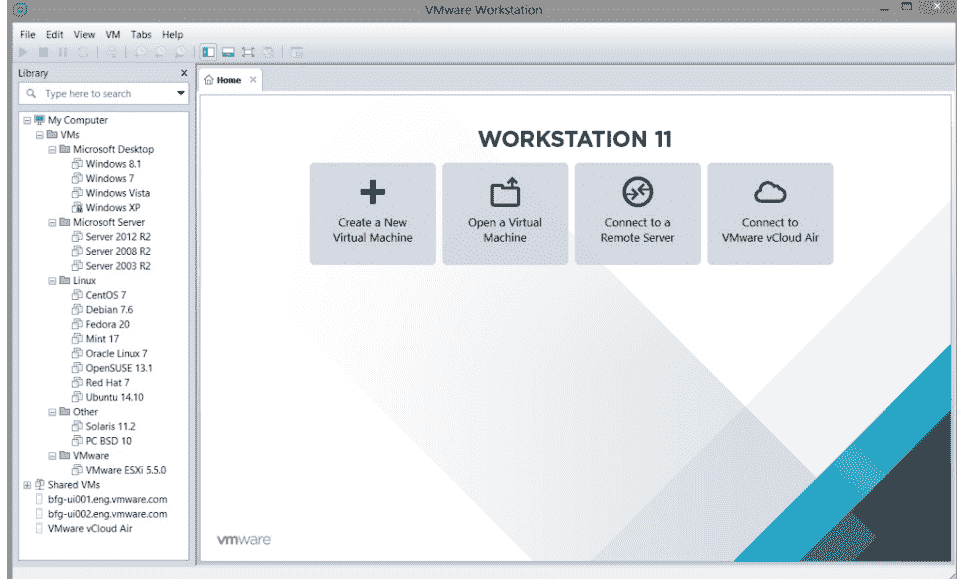 VMware Workstation
File Edit View VM Tabs Help
Library
Home
Type here to search
My Computer
VMs
Microsoft Desktop
Windows 8.1
Windows 7
Windows Vista
Windows XP
Microsoft Server
Server 2012 R2
Server 2008 R2
Server 2003 R2
Linux
CentOS 7
Debian 7.6
Fedora 20
Mint 17
Oracle Linux 7
OpenSUSE 13.1
Red Hat 7
Ubuntu 14.10
Other
Solaris 11.2
PC BSD 10
VMware
VMware ESXi 5.5.0
Shared VMs
bfg-ui001.eng.vmware.com
bfg-ui002.eng.vmware.com
VMware vCloud Air
WORKSTATION 11
Create a New
Virtual Machine
Open a Virtual
Machine
Connect to a
Remote Server
Connect to
VMware vCloud Air
vmware